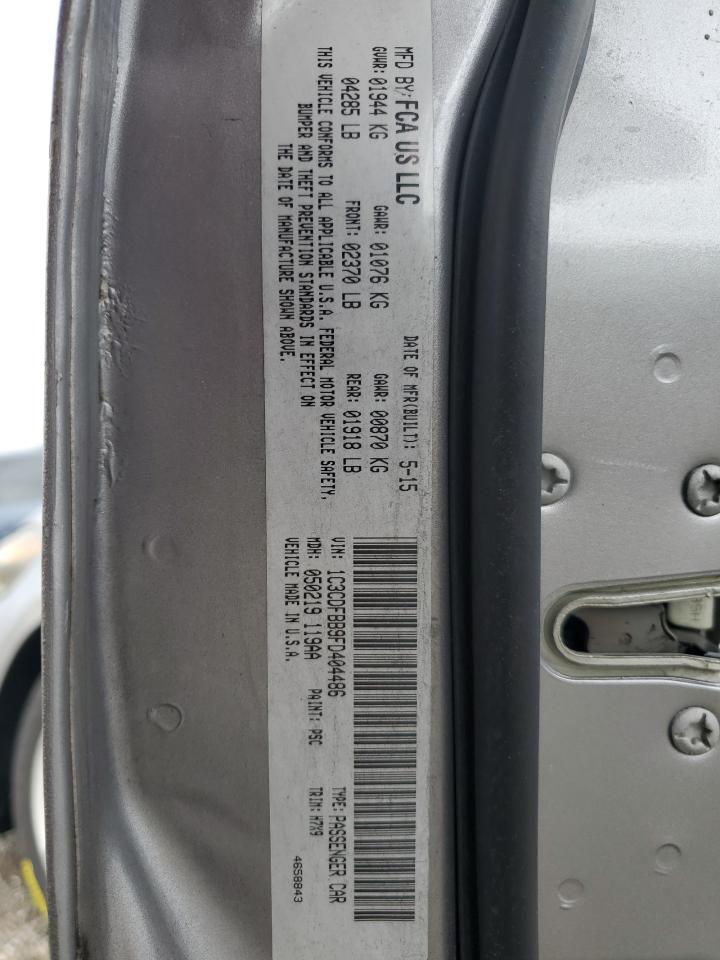 MFD BY: FCA US LLC
DATE OF MFR(BUILT): 5-15
GVWR: 01944 KG GAWR: 01076 KG GAWR: 00870 KG
04285 LB FRONT: 02370 LB REAR: 01918 LB
THIS VEHICLE CONFORMS TO ALL APPLICABLE U.S.A. FEDERAL MOTOR VEHICLE SAFETY,
BUMPER AND THEFT PREVENTION STANDARDS IN EFFECT ON
THE DATE OF MANUFACTURE SHOWN ABOVE.
VIN: 1C3CDFBB9FD404486 TYPE: PASSENGER CAR
MDH: 050219 119AA PAINT: PSC TRIM: H7X9
VEHICLE MADE IN U.S.A.
4658843